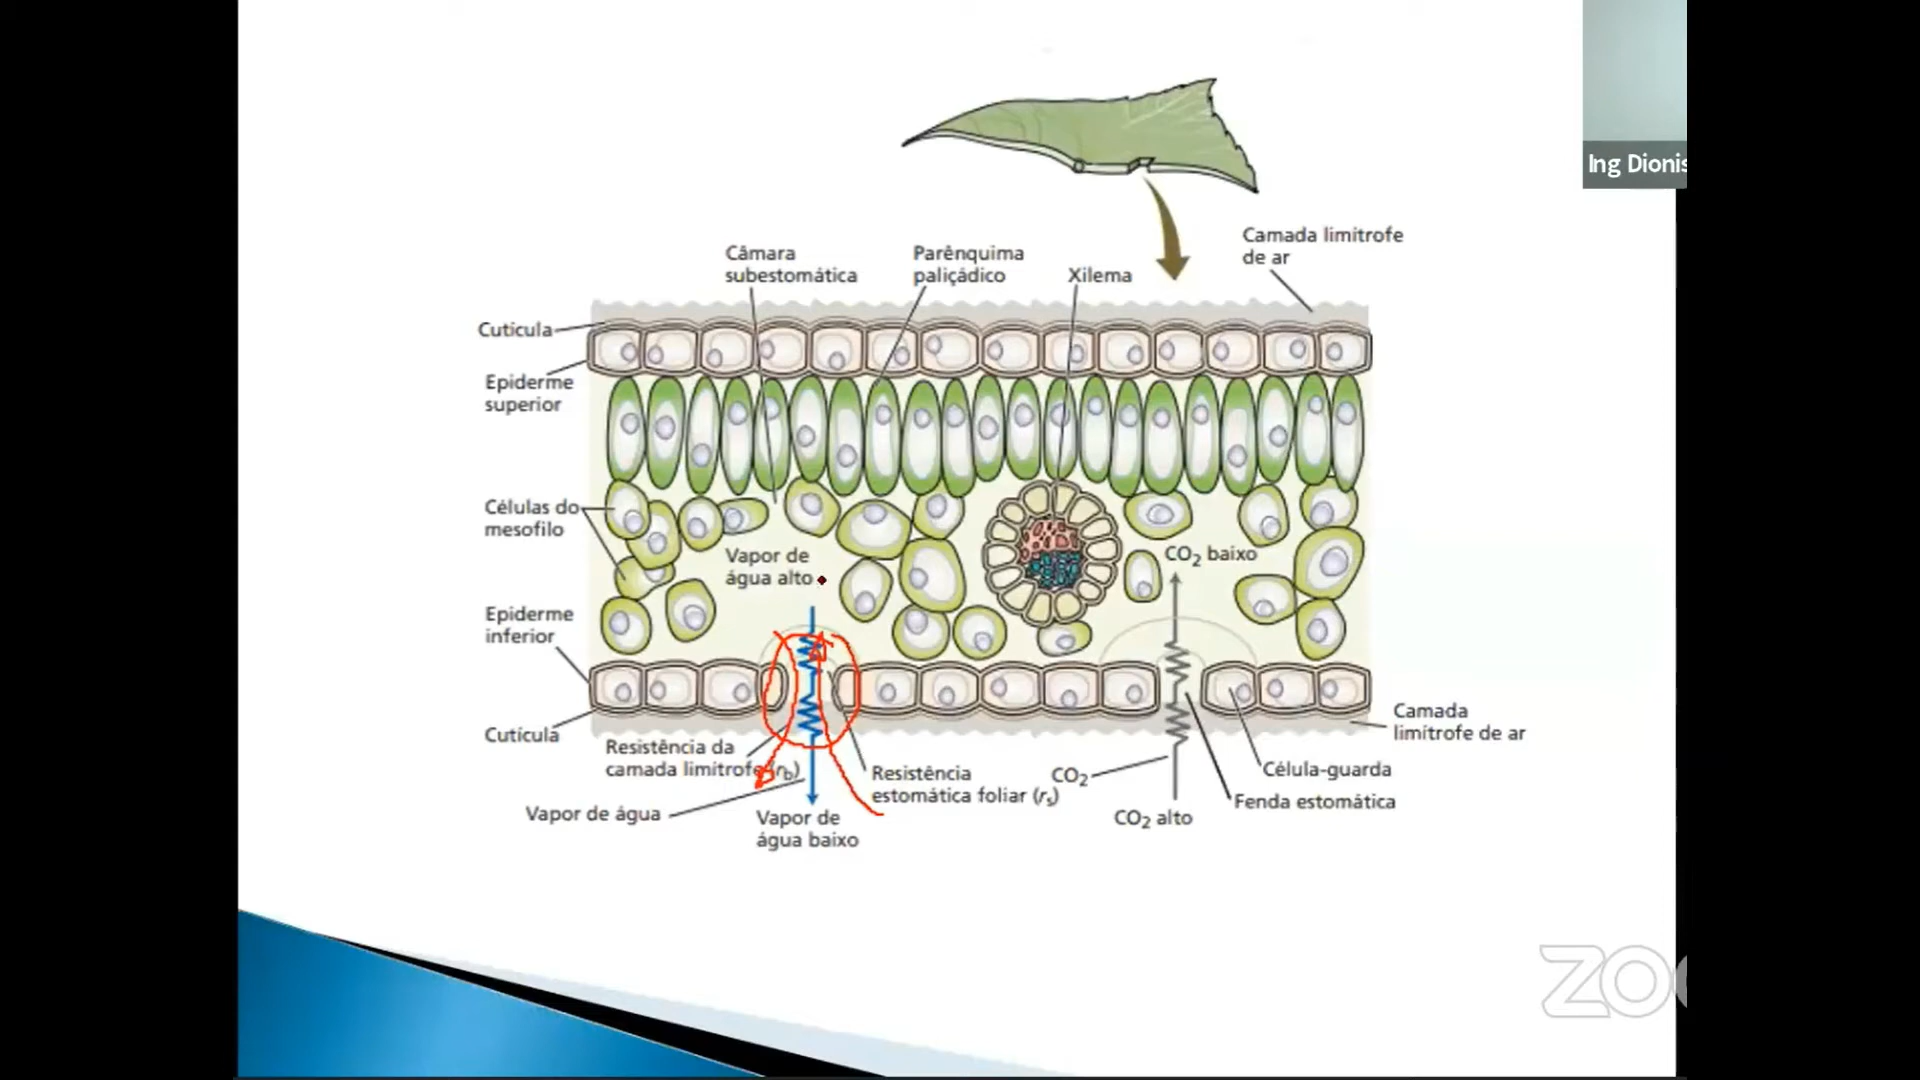 Ing Dionis
Camada limítrofe
de ar
Câmara
subestomática
Parênquima
paliçádico
Xilema
Cutícula
Epiderme
superior
Células do
mesofilo
Vapor de
água alto
CO₂ baixo
Epiderme
inferior
Cutícula
Resistência da
camada limítrofe (rb)
Vapor de água
Vapor de
água baixo
Resistência
estomática foliar (rs)
CO₂
CO₂ alto
Célula-guarda
Fenda estomática
Camada
limítrofe de ar
ZO